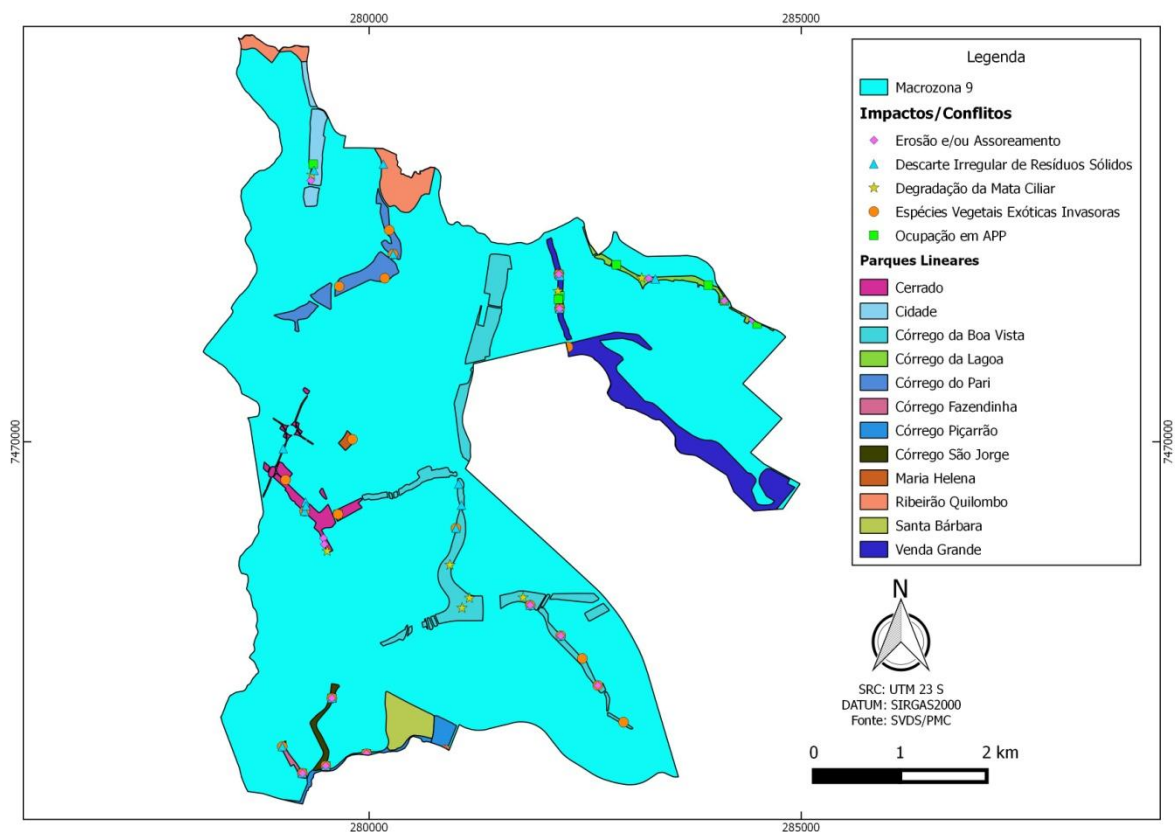 280000
285000
Legenda
Macrozona 9
Impactos/Conflitos
Erosão e/ou Assoreamento
Descarte Irregular de Resíduos Sólidos
Degradação da Mata Ciliar
Espécies Vegetais Exóticas Invasoras
Ocupação em APP
Parques Lineares
Cerrado
Cidade
Córrego da Boa Vista
Córrego da Lagoa
Córrego do Pari
Córrego Fazendinha
Córrego Piçarrão
Córrego São Jorge
Maria Helena
Ribeirão Quilombo
Santa Bárbara
Venda Grande
7470000
7470000
N
SRC: UTM 23 S
DATUM: SIRGAS2000
Fonte: SVDS/PMC
0 1 2 km
280000
285000